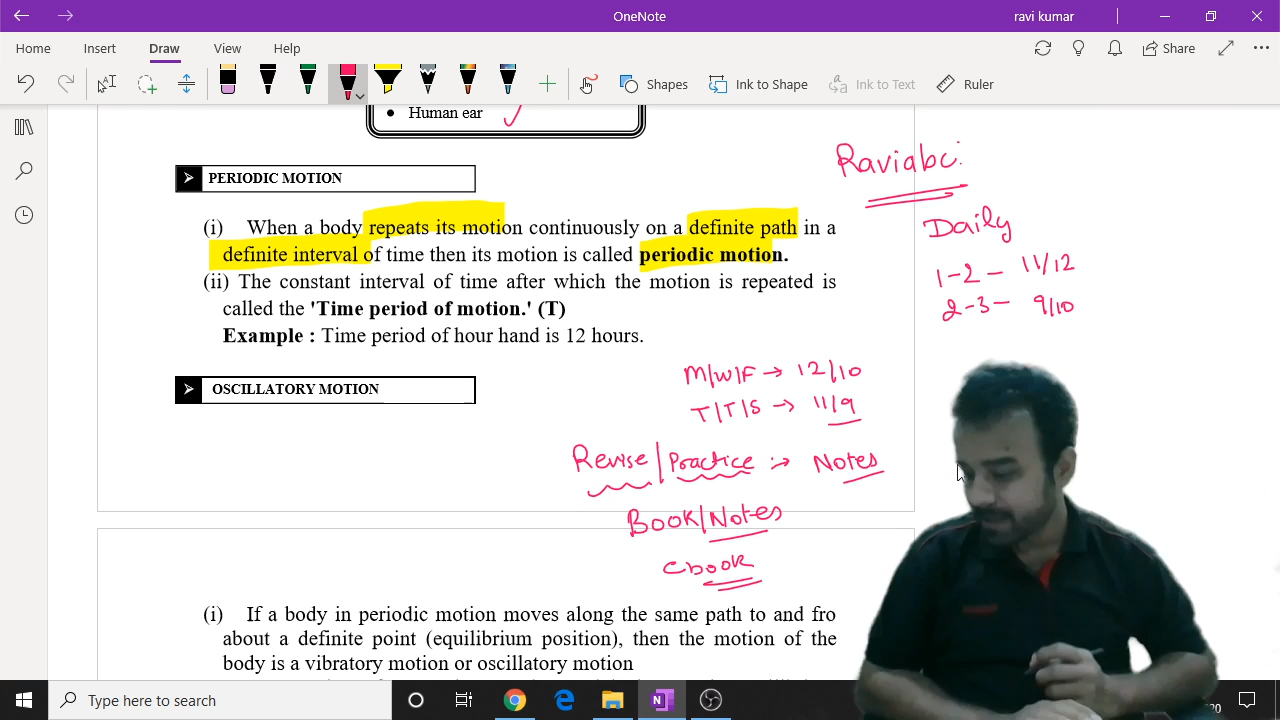 OneNote
ravi kumar
Home Insert Draw View Help
Share
Shapes
Ink to Shape
Ink to Text
Ruler
Human ear
Raviabc
PERIODIC MOTION
Daily
(i) When a body repeats its motion continuously on a definite path in a
definite interval of time then its motion is called periodic motion.
1-2 - 11/12
(ii) The constant interval of time after which the motion is repeated is
2-3 - 9/10
called the 'Time period of motion.' (T)
Example : Time period of hour hand is 12 hours.
M/W/F → 12/10
OSCILLATORY MOTION
T/T/S → 11/9
Revise/Practice → Notes
Book/Notes
ebook
(i) If a body in periodic motion moves along the same path to and fro
about a definite point (equilibrium position), then the motion of the
body is a vibratory motion or oscillatory motion
Type here to search